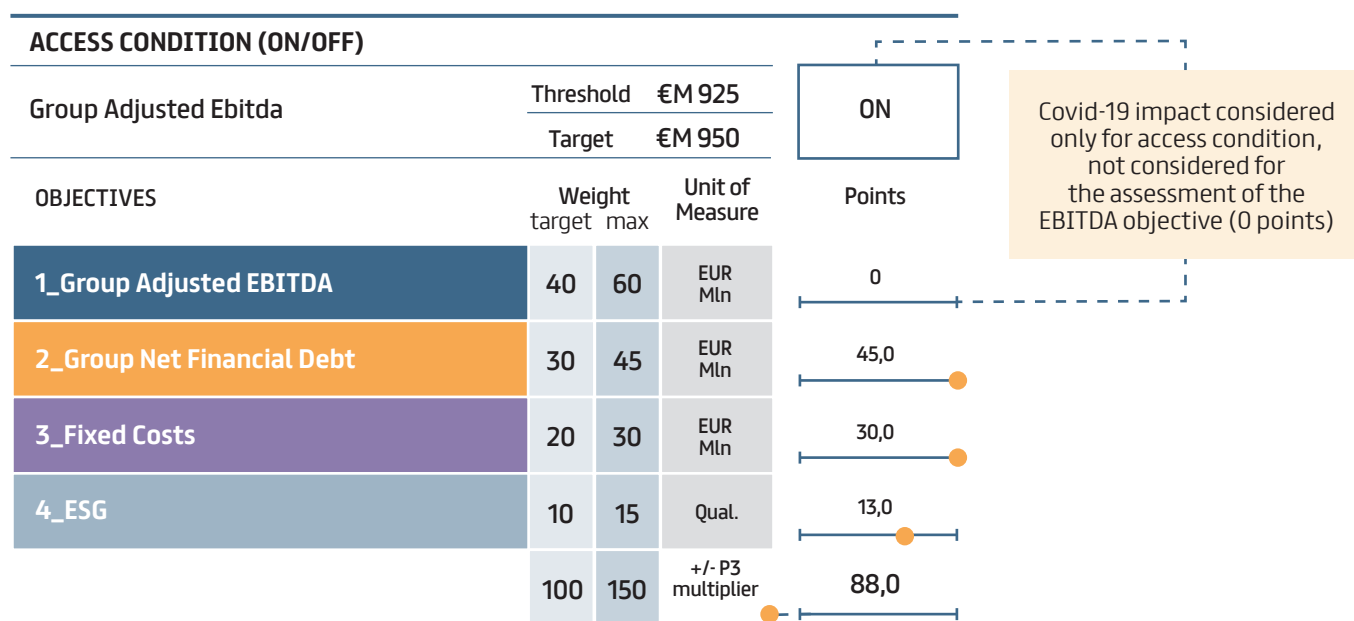 ACCESS CONDITION (ON/OFF)
Group Adjusted Ebitda
Threshold €M 925
Target €M 950
ON
Covid-19 impact considered
only for access condition,
not considered for
the assessment of the
EBITDA objective (0 points)
OBJECTIVES
Weight
target max
Unit of
Measure
Points
1_Group Adjusted EBITDA
40
60
EUR
Mln
0
2_Group Net Financial Debt
30
45
EUR
Mln
45,0
3_Fixed Costs
20
30
EUR
Mln
30,0
4_ESG
10
15
Qual.
13,0
100
150
+/- P3
multiplier
88,0